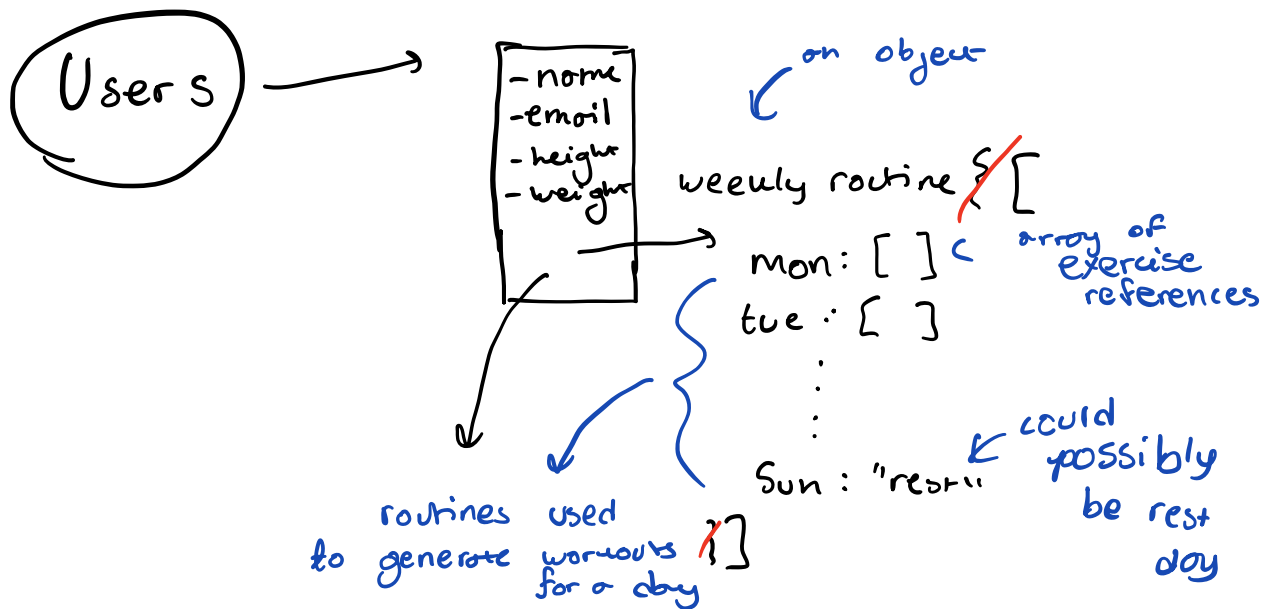 Users
- name
- email
- height
- weight
an object
weekly routine { [
mon : [ ]
array of
exercise
references
tue : [ ]
Sun : "rest"
could
possibly
be rest
day
routines used
to generate workouts
for a day
} ]